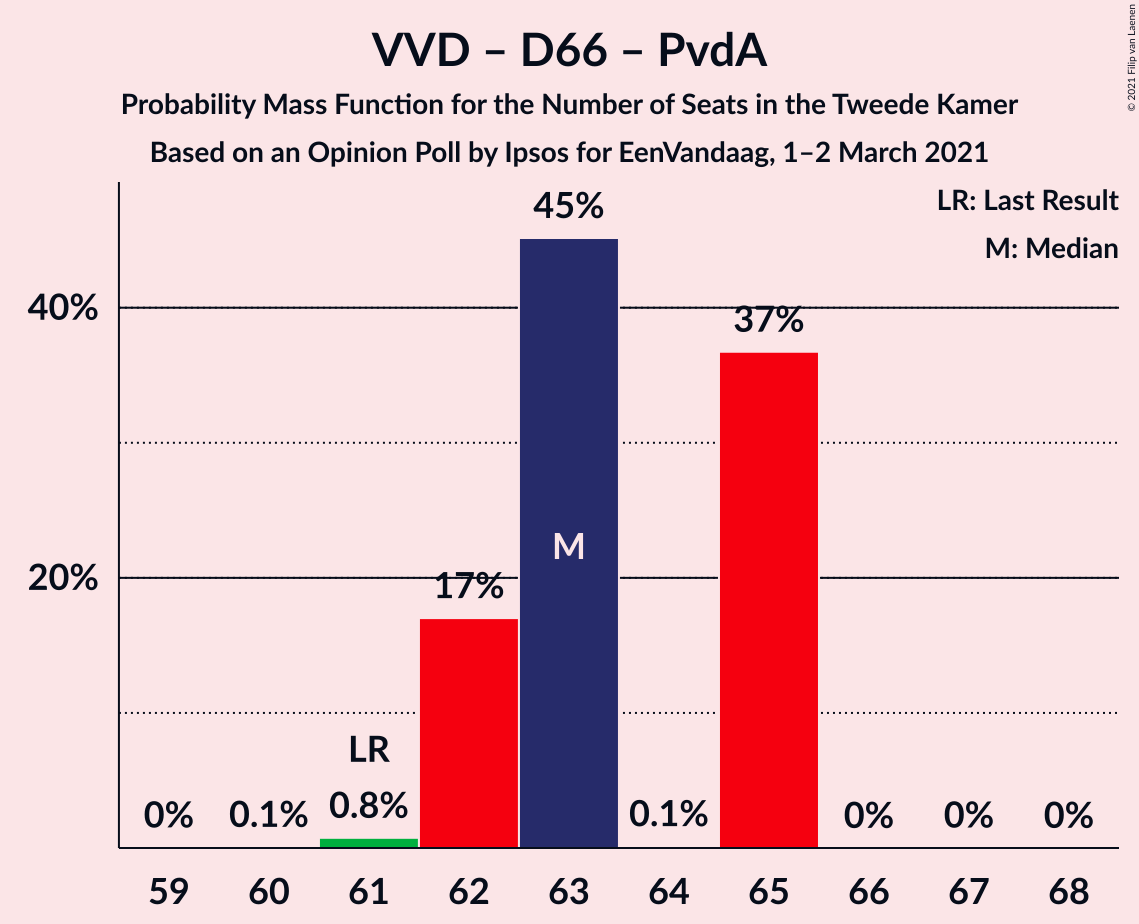 VVD – D66 – PvdA
Probability Mass Function for the Number of Seats in the Tweede Kamer
Based on an Opinion Poll by Ipsos for EenVandaag, 1–2 March 2021
© 2021 Filip van Laenen
LR: Last Result
M: Median
45%
40%
37%
M
20%
17%
LR
0% 0.1% 0.8% 0.1% 0% 0% 0%
59 60 61 62 63 64 65 66 67 68